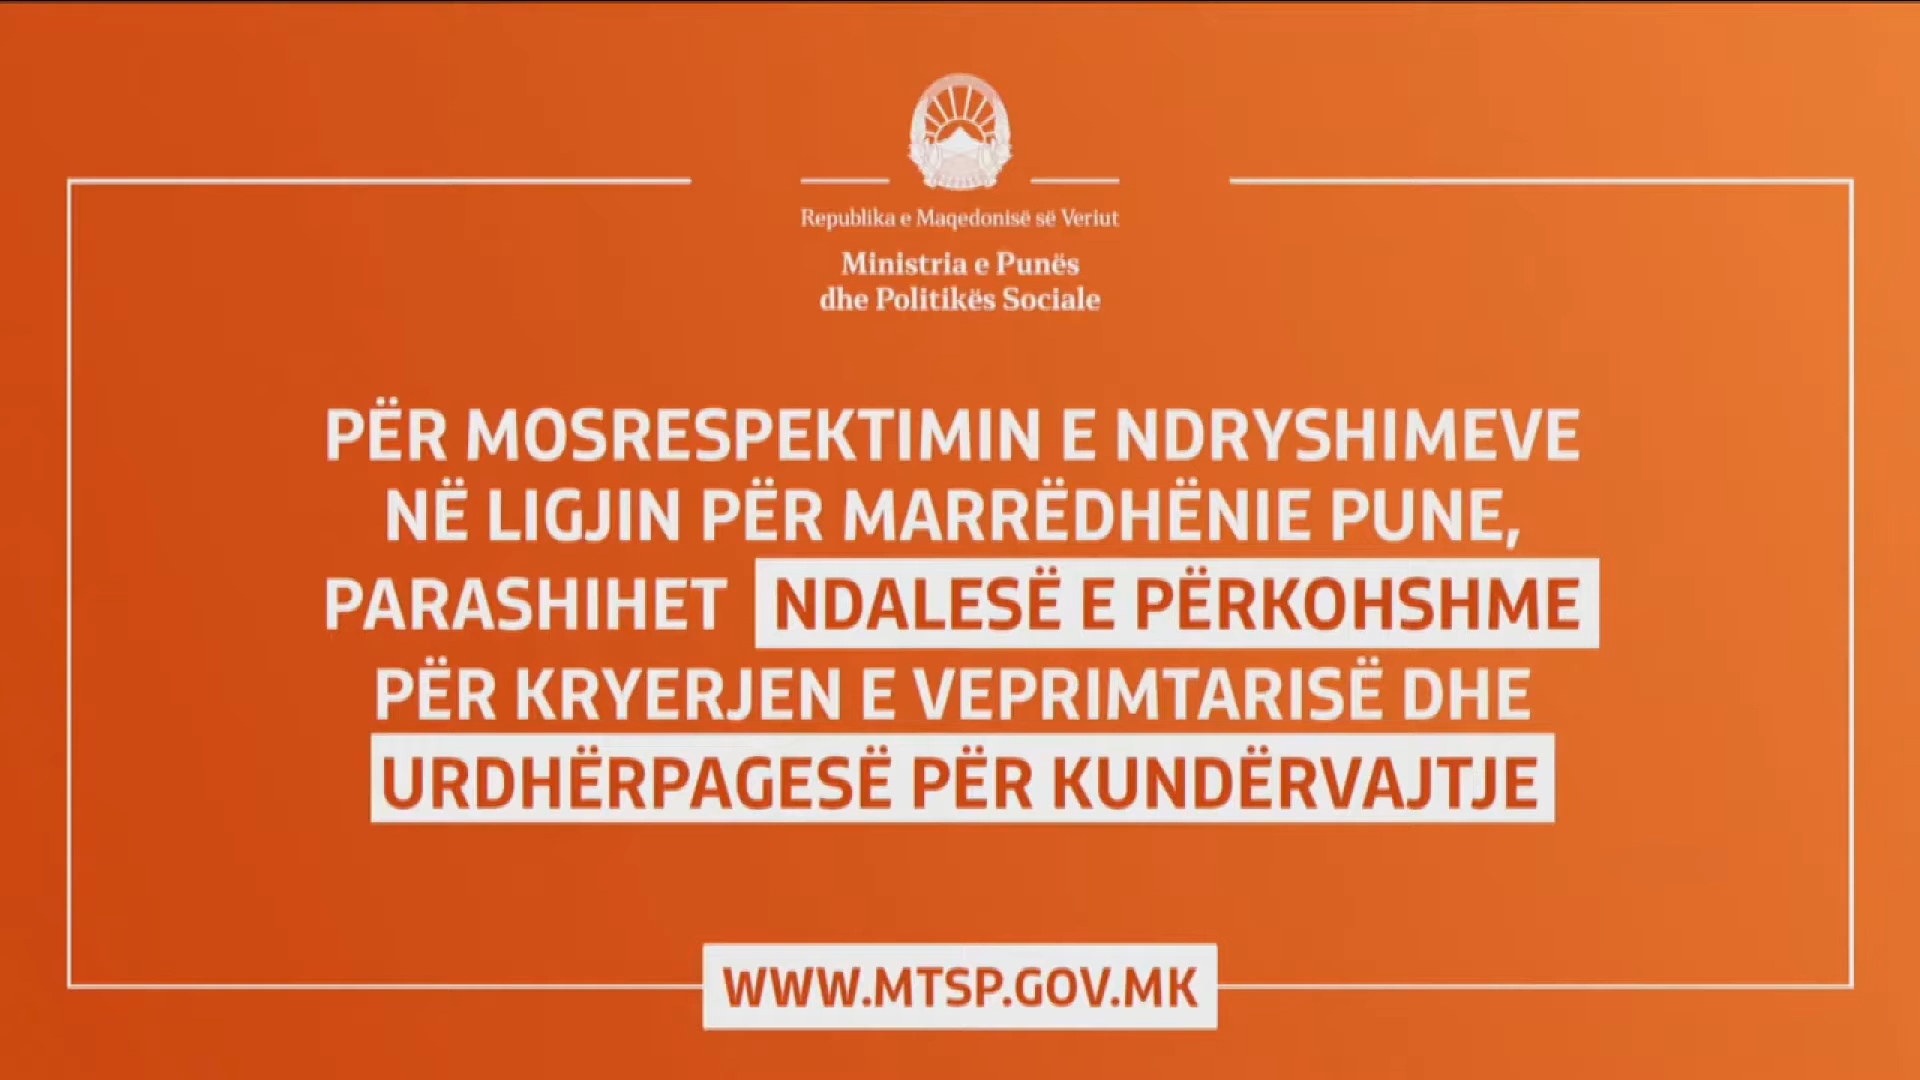 Republika e Maqedonisë së Veriut
Ministria e Punës
dhe Politikës Sociale
PËR MOSRESPEKTIMIN E NDRYSHIMEVE
NË LIGJIN PËR MARRËDHËNIE PUNE,
PARASHIHET NDALESË E PËRKOHSHME
PËR KRYERJEN E VEPRIMTARISË DHE
URDHËRPAGESË PËR KUNDËRVAJTJE
WWW.MTSP.GOV.MK